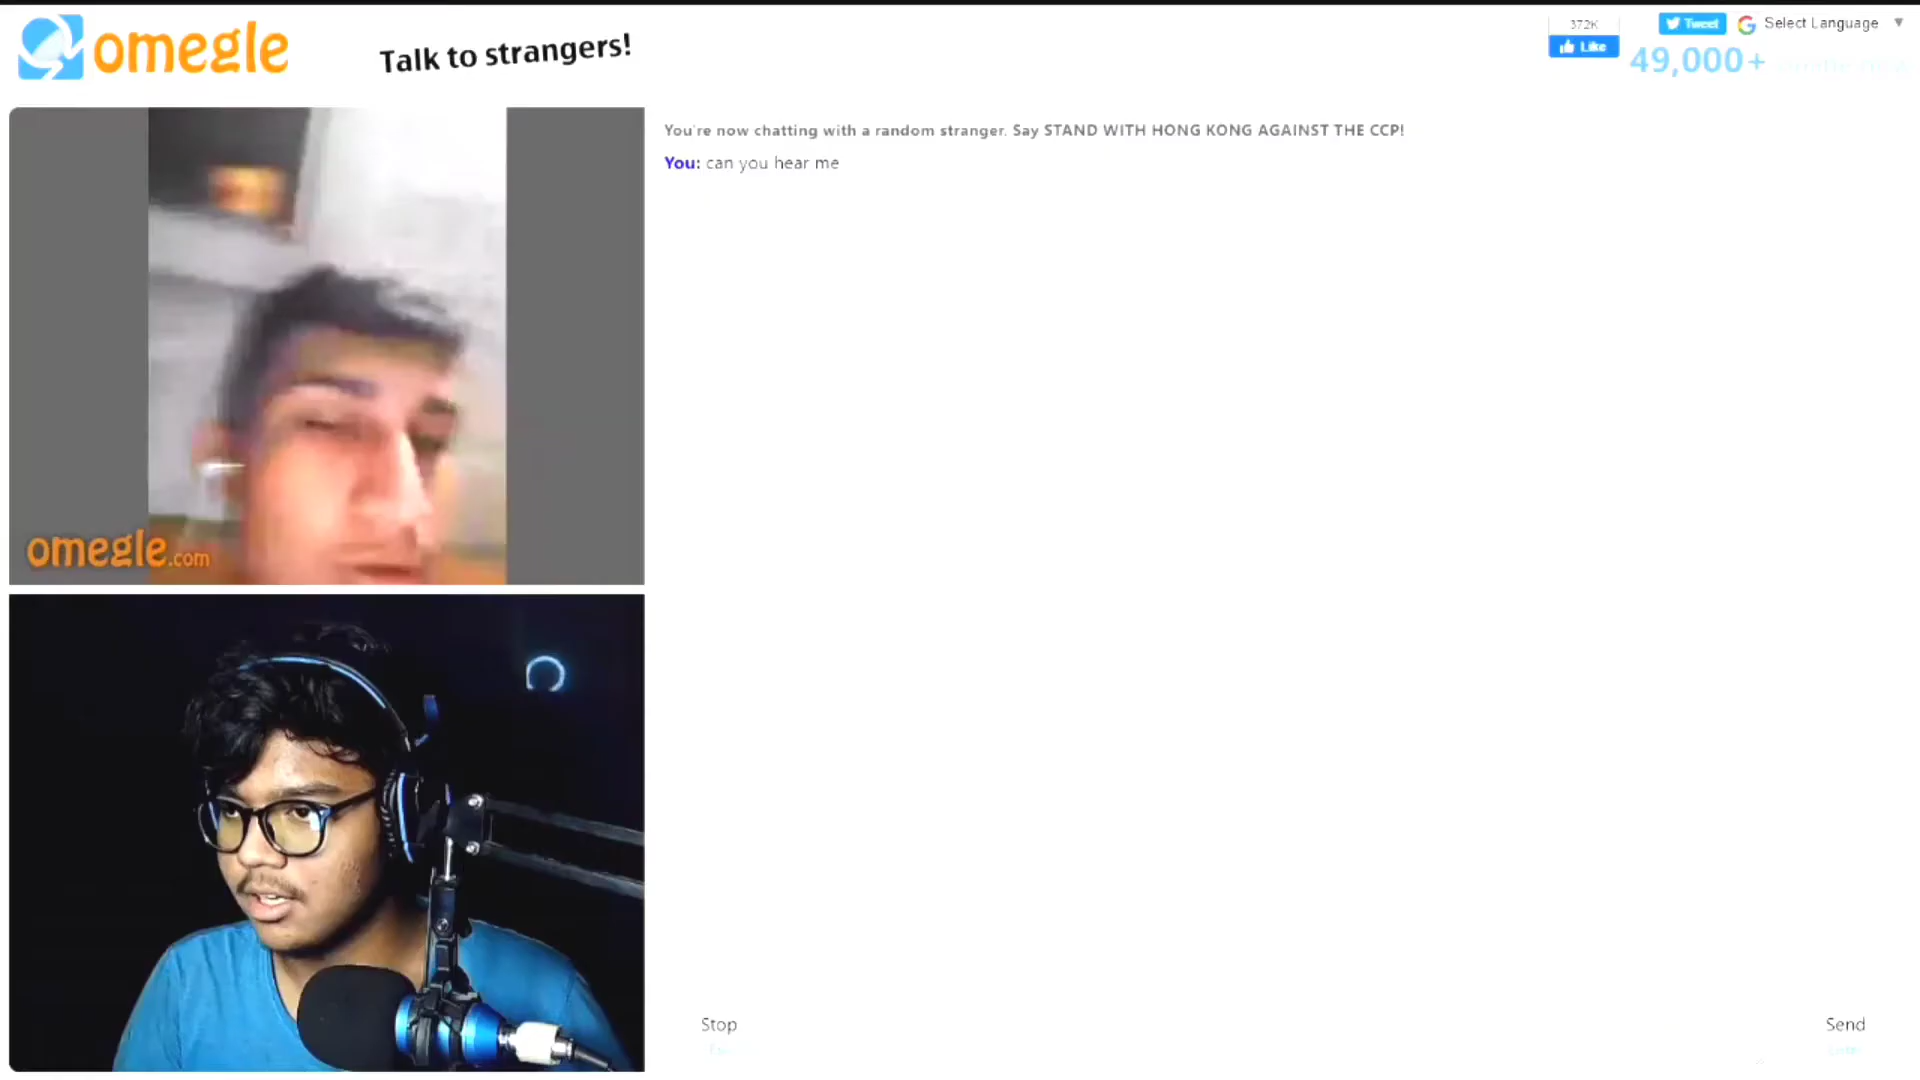 omegle
Talk to strangers!
372K
Like
Tweet
Select Language
49,000+
You're now chatting with a random stranger. Say STAND WITH HONG KONG AGAINST THE CCP!
You: can you hear me
omegle.com
Stop
Send